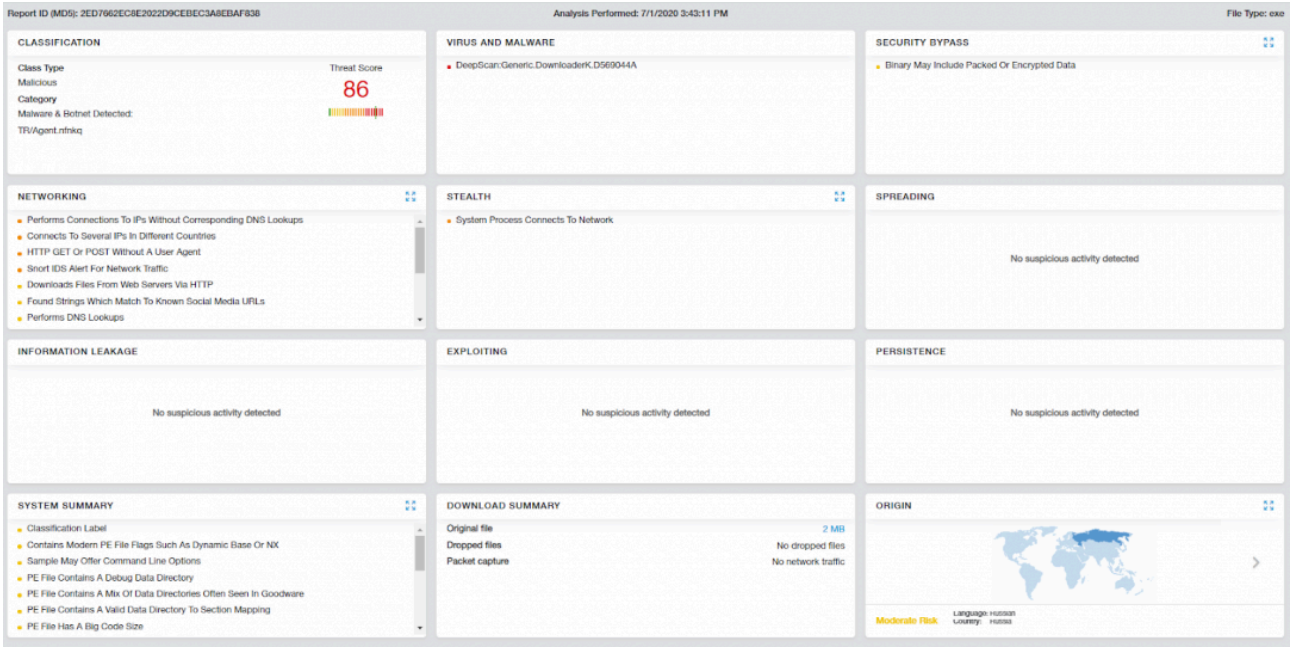 Report ID (MD5): 2ED7662EC8E2022D9CEBEC3A8EBAF838
Analysis Performed: 7/1/2020 3:43:11 PM
File Type: exe
CLASSIFICATION
Class Type
Threat Score
Malicious
86
Category
Malware & Botnet Detected:
TR/Agent.nfnkq
VIRUS AND MALWARE
DeepScan:Generic.DownloaderK.D569044A
SECURITY BYPASS
Binary May Include Packed Or Encrypted Data
NETWORKING
Performs Connections To IPs Without Corresponding DNS Lookups
Connects To Several IPs In Different Countries
HTTP GET Or POST Without A User Agent
Snort IDS Alert For Network Traffic
Downloads Files From Web Servers Via HTTP
Found Strings Which Match To Known Social Media URLs
Performs DNS Lookups
STEALTH
System Process Connects To Network
SPREADING
No suspicious activity detected
INFORMATION LEAKAGE
No suspicious activity detected
EXPLOITING
No suspicious activity detected
PERSISTENCE
No suspicious activity detected
SYSTEM SUMMARY
Classification Label
Contains Modern PE File Flags Such As Dynamic Base Or NX
Sample May Offer Command Line Options
PE File Contains A Debug Data Directory
PE File Contains A Mix Of Data Directories Often Seen In Goodware
PE File Contains A Valid Data Directory To Section Mapping
PE File Has A Big Code Size
DOWNLOAD SUMMARY
Original file 2 MB
Dropped files No dropped files
Packet capture No network traffic
ORIGIN
Moderate Risk
Language: Russian
Country: Russia